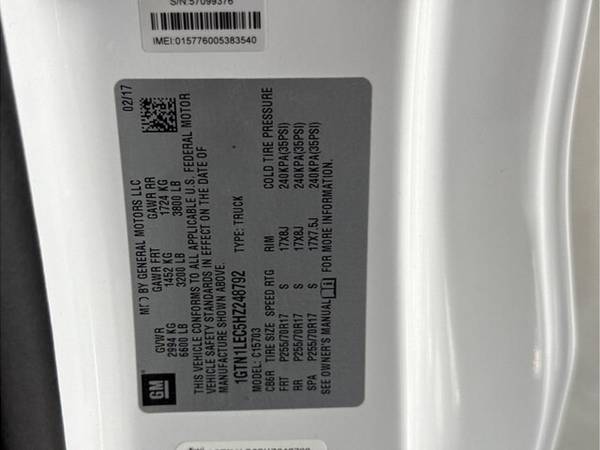 S/N:57099376
IMEI:015776005383540
GM
MFD BY GENERAL MOTORS LLC
02/17
GVWR GAWR FRT GAWR RR
2994 KG 1452 KG 1724 KG
6600 LB 3200 LB 3800 LB
THIS VEHICLE CONFORMS TO ALL APPLICABLE U.S. FEDERAL MOTOR
VEHICLE SAFETY STANDARDS IN EFFECT ON THE DATE OF
MANUFACTURE SHOWN ABOVE.
1GTN1LEC5HZ248792 TYPE: TRUCK
MODEL: C15703
C86R TIRE SIZE SPEED RTG RIM COLD TIRE PRESSURE
FRT P255/70R17 S 17X8J 240KPA(35PSI)
RR P255/70R17 S 17X8J 240KPA(35PSI)
SPA P255/70R17 S 17X7.5J 240KPA(35PSI)
SEE OWNER'S MANUAL FOR MORE INFORMATION.